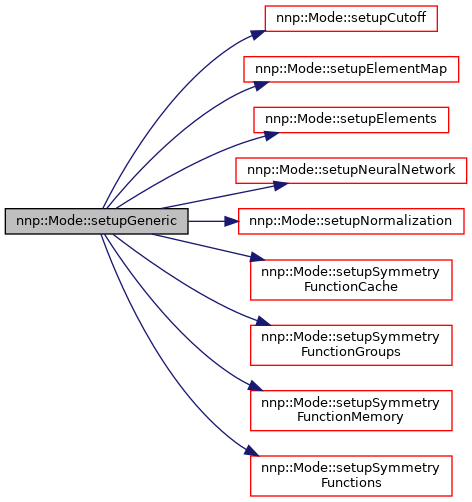 nnp::Mode::setupCutoff
nnp::Mode::setupElementMap
nnp::Mode::setupElements
nnp::Mode::setupNeuralNetwork
nnp::Mode::setupGeneric
nnp::Mode::setupNormalization
nnp::Mode::setupSymmetry
FunctionCache
nnp::Mode::setupSymmetry
FunctionGroups
nnp::Mode::setupSymmetry
FunctionMemory
nnp::Mode::setupSymmetry
Functions